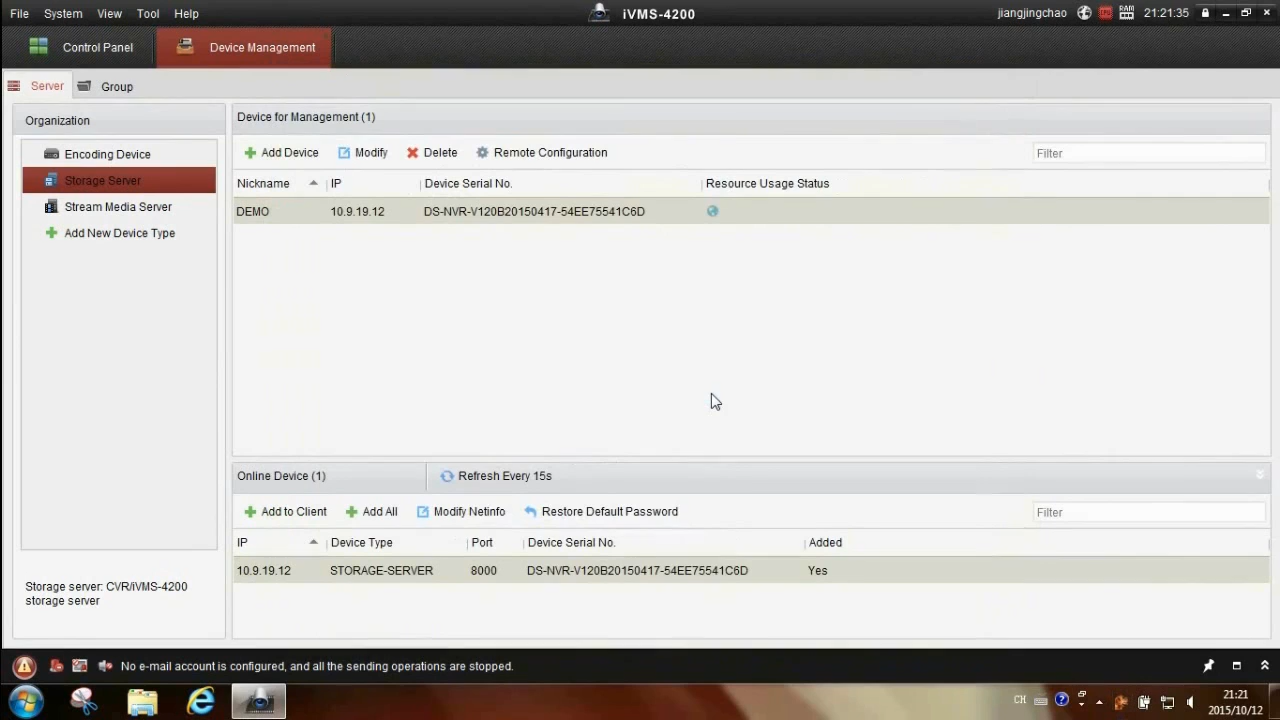 File System View Tool Help iVMS-4200 jiangjingchao 21:21:35
Control Panel Device Management
Server Group
Organization
Encoding Device
Storage Server
Stream Media Server
Add New Device Type
Storage server: CVR/iVMS-4200
storage server
Device for Management (1)
Add Device Modify Delete Remote Configuration Filter
Nickname IP Device Serial No. Resource Usage Status
DEMO 10.9.19.12 DS-NVR-V120B20150417-54EE75541C6D
Online Device (1) Refresh Every 15s
Add to Client Add All Modify Netinfo Restore Default Password Filter
IP Device Type Port Device Serial No. Added
10.9.19.12 STORAGE-SERVER 8000 DS-NVR-V120B20150417-54EE75541C6D Yes
No e-mail account is configured, and all the sending operations are stopped.
CH 21:21
2015/10/12